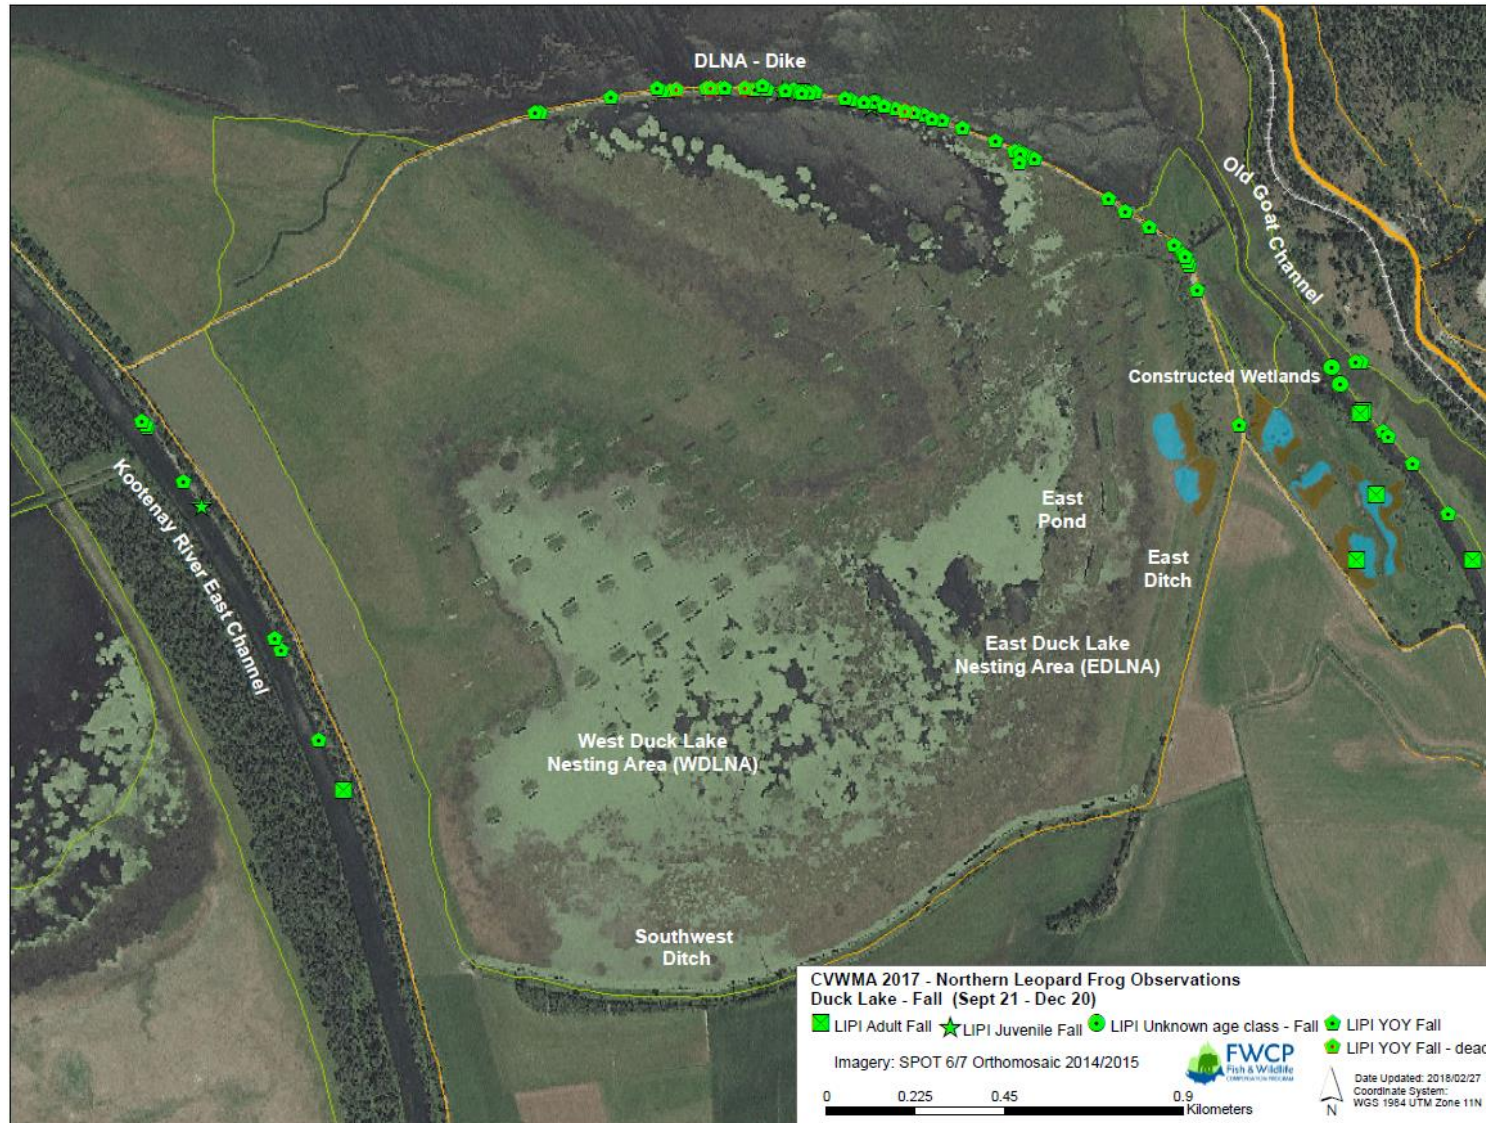 DLNA - Dike
Old Goat Channel
Constructed Wetlands
Kootenay River East Channel
East
Pond
East
Ditch
East Duck Lake
Nesting Area (EDLNA)
West Duck Lake
Nesting Area (WDLNA)
Southwest
Ditch
CVWMA 2017 - Northern Leopard Frog Observations
Duck Lake - Fall (Sept 21 - Dec 20)
LIPI Adult Fall LIPI Juvenile Fall LIPI Unknown age class - Fall LIPI YOY Fall
LIPI YOY Fall - dead
Imagery: SPOT 6/7 Orthomosaic 2014/2015
FWCP
Fish & Wildlife
COMPENSATION PROGRAM
Date Updated: 2018/02/27
Coordinate System:
WGS 1984 UTM Zone 11N
N
0 0.225 0.45 0.9
Kilometers